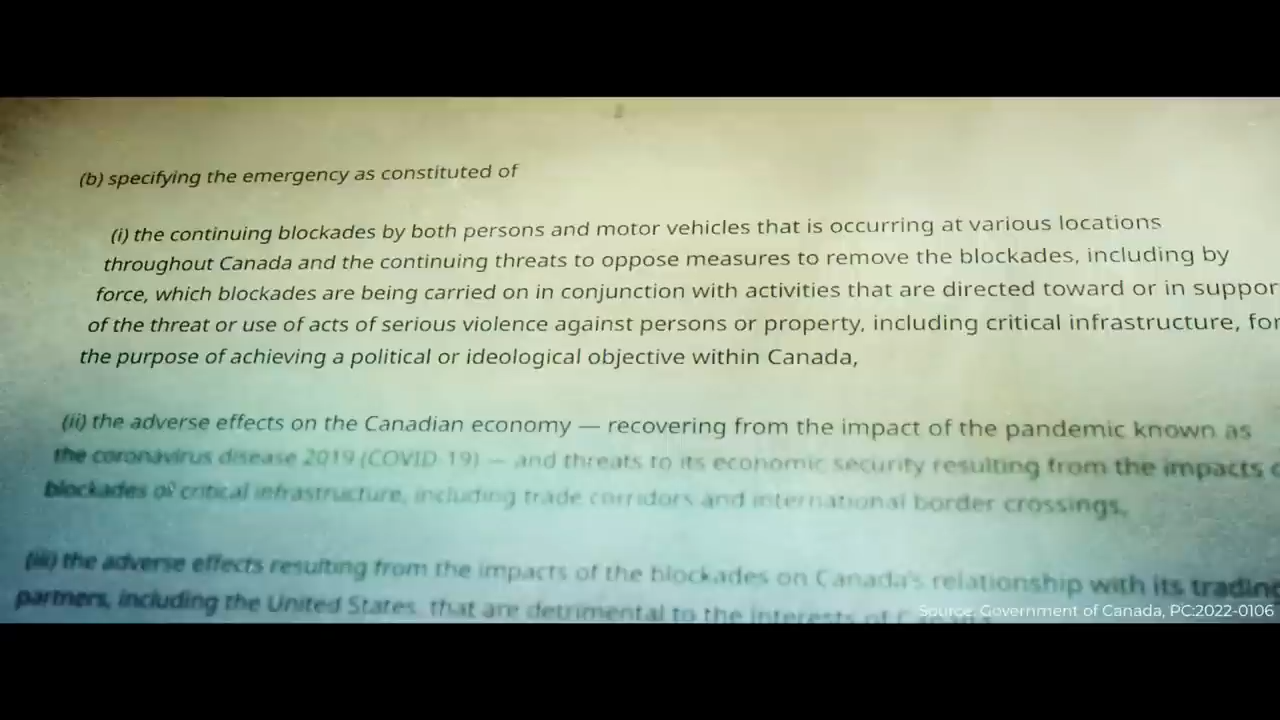 (b) specifying the emergency as constituted of
(i) the continuing blockades by both persons and motor vehicles that is occurring at various locations
throughout Canada and the continuing threats to oppose measures to remove the blockades, including by
force, which blockades are being carried on in conjunction with activities that are directed toward or in suppor
of the threat or use of acts of serious violence against persons or property, including critical infrastructure, for
the purpose of achieving a political or ideological objective within Canada,
(ii) the adverse effects on the Canadian economy — recovering from the impact of the pandemic known as
the coronavirus disease 2019 (COVID-19) — and threats to its economic security resulting from the impacts o
blockades of critical infrastructure, including trade corridors and international border crossings,
(iii) the adverse effects resulting from the impacts of the blockades on Canada's relationship with its trading
partners, including the United States, that are detrimental to the interests of
Source: Government of Canada, PC:2022-0106